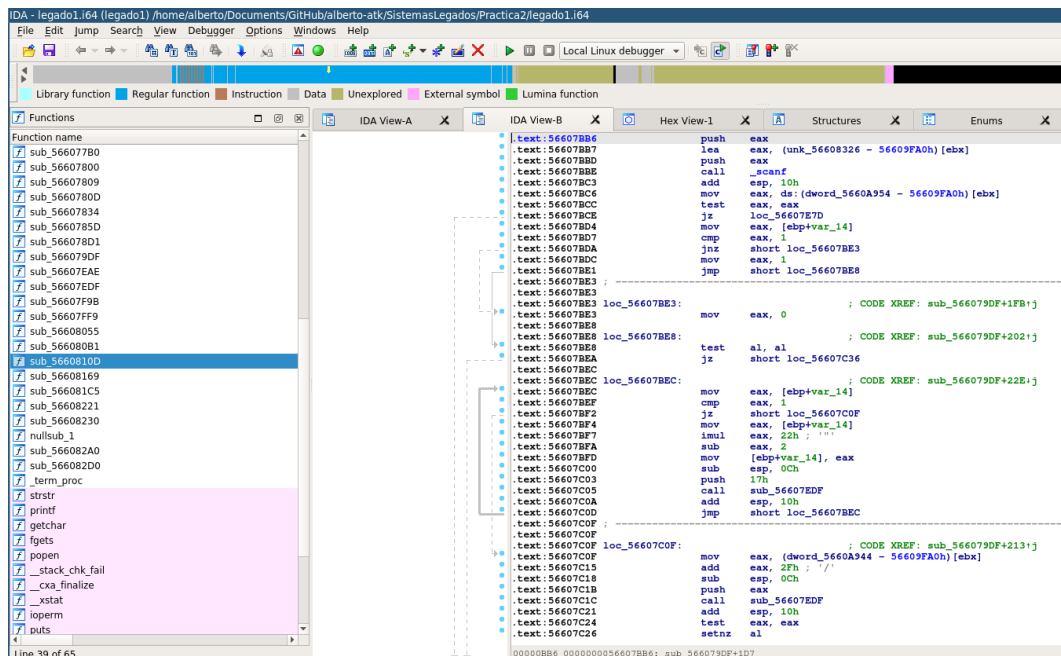 IDA - legado1.i64 (legado1) /home/alberto/Documents/GitHub/alberto-atk/SistemasLegados/Practica2/legado1.i64
File Edit Jump Search View Debugger Options Windows Help
Local Linux debugger
Library function Regular function Instruction Data Unexplored External symbol Lumina function
Functions
IDA View-A IDA View-B Hex View-1 Structures Enums
Function name
sub_566077B0
sub_56607800
sub_56607809
sub_5660780D
sub_56607834
sub_5660785D
sub_566078D1
sub_566079DF
sub_56607EAE
sub_56607EDF
sub_56607F9B
sub_56607FF9
sub_56608055
sub_566080B1
sub_5660810D
sub_56608169
sub_566081C5
sub_56608221
sub_56608230
nullsub_1
sub_566082A0
sub_566082D0
_term_proc
strstr
printf
getchar
fgets
popen
__stack_chk_fail
__cxa_finalize
__xstat
ioperm
puts
Line 39 of 65
.text:56607BB6 push eax
.text:56607BB7 lea eax, (unk_56608326 - 56609FA0h)[ebx]
.text:56607BBD push eax
.text:56607BBE call _scanf
.text:56607BC3 add esp, 10h
.text:56607BC6 mov eax, ds:(dword_5660A954 - 56609FA0h)[ebx]
.text:56607BCC test eax, eax
.text:56607BCE jz loc_56607E7D
.text:56607BD4 mov eax, [ebp+var_14]
.text:56607BD7 cmp eax, 1
.text:56607BDA jnz short loc_56607BE3
.text:56607BDC mov eax, 1
.text:56607BE1 jmp short loc_56607BE8
.text:56607BE3 ; ---------------------------------------------------------------------------
.text:56607BE3
.text:56607BE3 loc_56607BE3: ; CODE XREF: sub_566079DF+1FB↑j
.text:56607BE3 mov eax, 0
.text:56607BE8
.text:56607BE8 loc_56607BE8: ; CODE XREF: sub_566079DF+202↑j
.text:56607BE8 test al, al
.text:56607BEA jz short loc_56607C36
.text:56607BEC
.text:56607BEC loc_56607BEC: ; CODE XREF: sub_566079DF+22E↓j
.text:56607BEC mov eax, [ebp+var_14]
.text:56607BEF cmp eax, 1
.text:56607BF2 jz short loc_56607C0F
.text:56607BF4 mov eax, [ebp+var_14]
.text:56607BF7 imul eax, 22h ; '"'
.text:56607BFA sub eax, 2
.text:56607BFD mov [ebp+var_14], eax
.text:56607C00 sub esp, 0Ch
.text:56607C03 push 17h
.text:56607C05 call sub_56607EDF
.text:56607C0A add esp, 10h
.text:56607C0D jmp short loc_56607BEC
.text:56607C0F ; ---------------------------------------------------------------------------
.text:56607C0F
.text:56607C0F loc_56607C0F: ; CODE XREF: sub_566079DF+213↑j
.text:56607C0F mov eax, (dword_5660A944 - 56609FA0h)[ebx]
.text:56607C15 add eax, 2Fh ; '/'
.text:56607C18 sub esp, 0Ch
.text:56607C1B push eax
.text:56607C1C call sub_56607EDF
.text:56607C21 add esp, 10h
.text:56607C24 test eax, eax
.text:56607C26 setnz al
00000BB6 0000000056607BB6: sub_566079DF+1D7